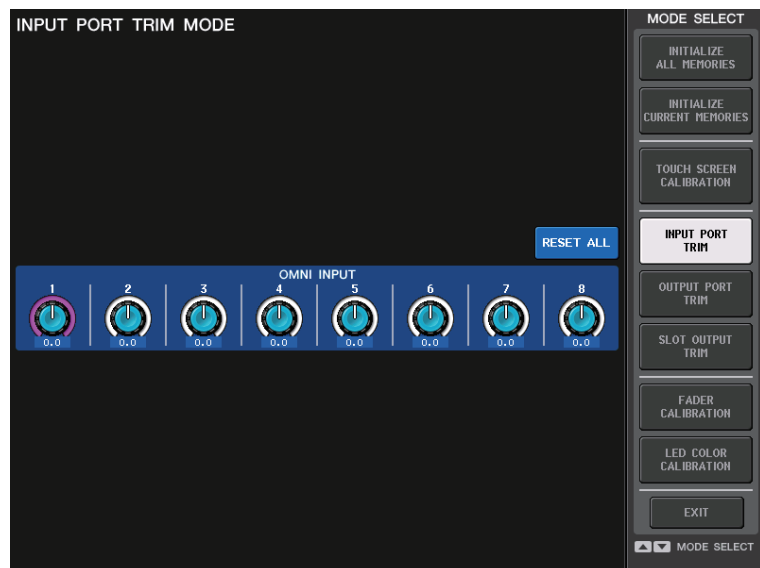 INPUT PORT TRIM MODE
RESET ALL
OMNI INPUT
1 2 3 4 5 6 7 8
0.0 0.0 0.0 0.0 0.0 0.0 0.0 0.0
MODE SELECT
INITIALIZE
ALL MEMORIES
INITIALIZE
CURRENT MEMORIES
TOUCH SCREEN
CALIBRATION
INPUT PORT
TRIM
OUTPUT PORT
TRIM
SLOT OUTPUT
TRIM
FADER
CALIBRATION
LED COLOR
CALIBRATION
EXIT
MODE SELECT